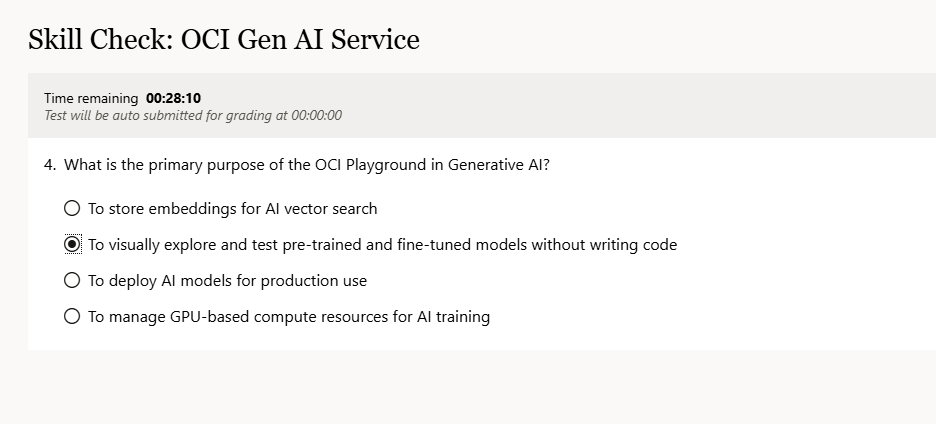 Skill Check: OCI Gen AI Service
Time remaining 00:28:10
Test will be auto submitted for grading at 00:00:00
4. What is the primary purpose of the OCI Playground in Generative AI?
To store embeddings for AI vector search
To visually explore and test pre-trained and fine-tuned models without writing code
To deploy AI models for production use
To manage GPU-based compute resources for AI training